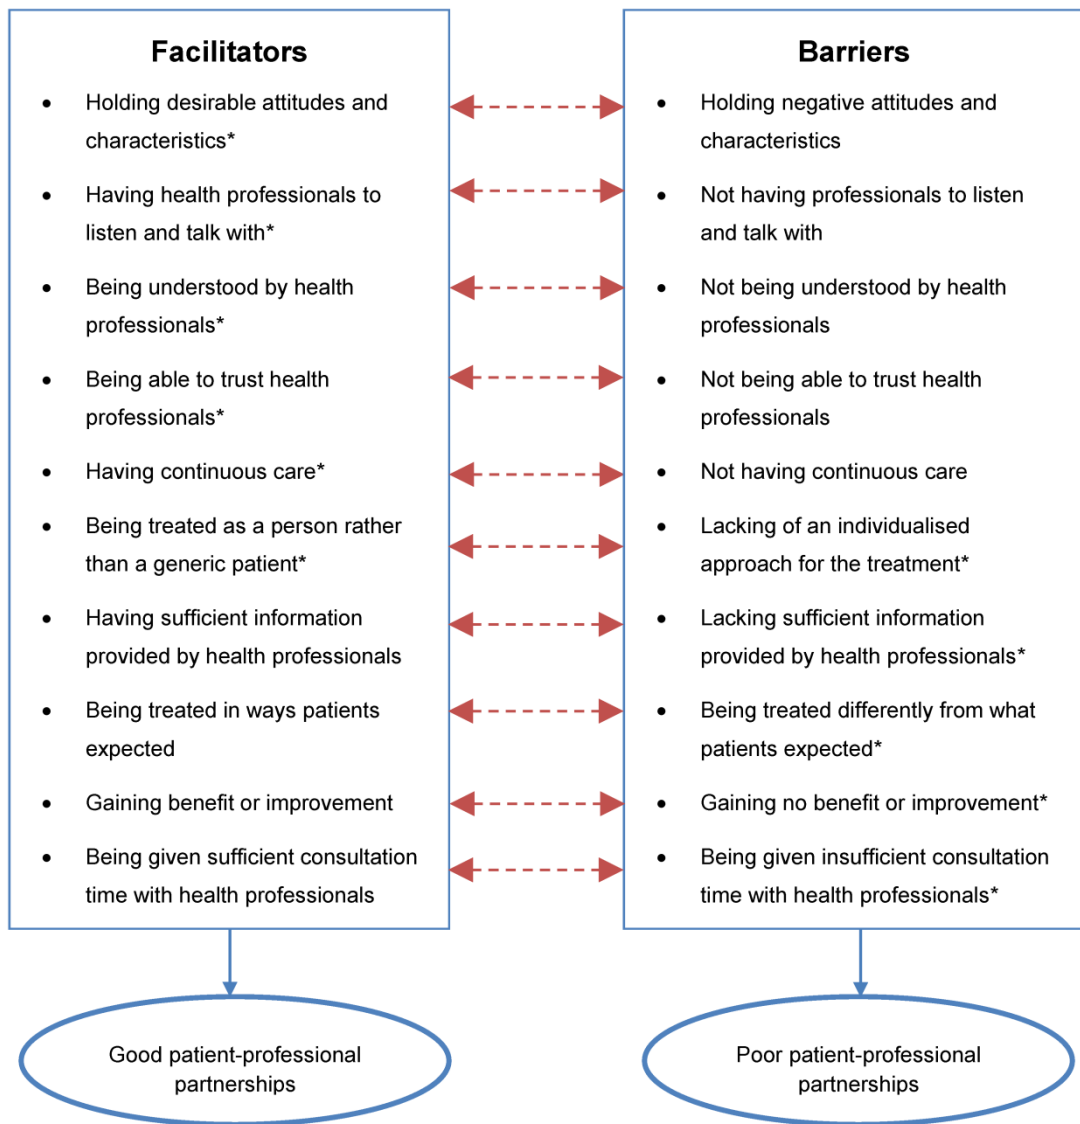 Facilitators
• Holding desirable attitudes and
characteristics*
• Having health professionals to
listen and talk with*
• Being understood by health
professionals*
• Being able to trust health
professionals*
• Having continuous care*
• Being treated as a person rather
than a generic patient*
• Having sufficient information
provided by health professionals
• Being treated in ways patients
expected
• Gaining benefit or improvement
• Being given sufficient consultation
time with health professionals
Good patient-professional
partnerships
Barriers
• Holding negative attitudes and
characteristics
• Not having professionals to listen
and talk with
• Not being understood by health
professionals
• Not being able to trust health
professionals
• Not having continuous care
• Lacking of an individualised
approach for the treatment*
• Lacking sufficient information
provided by health professionals*
• Being treated differently from what
patients expected*
• Gaining no benefit or improvement*
• Being given insufficient consultation
time with health professionals*
Poor patient-professional
partnerships